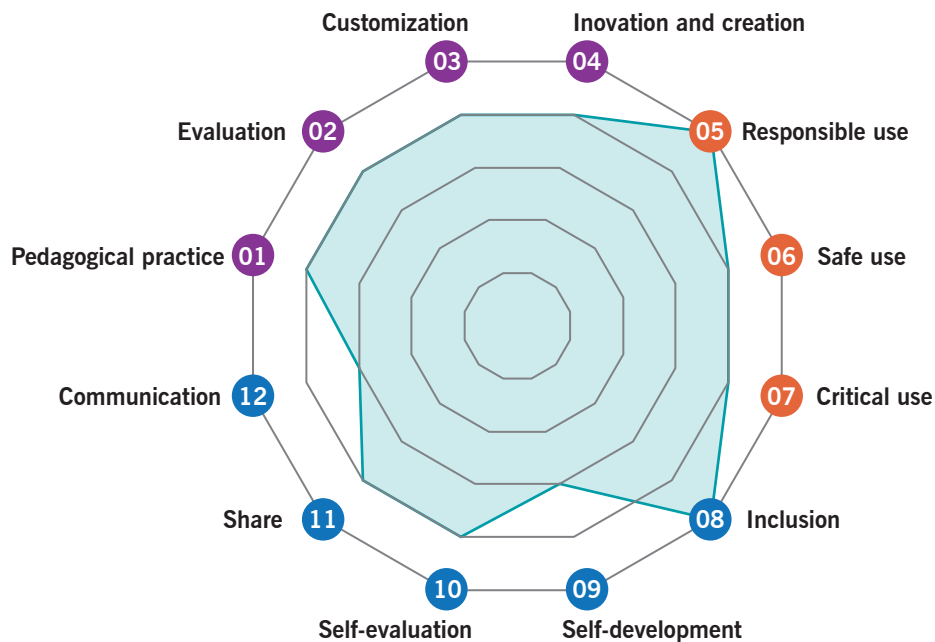 Customization
Inovation and creation
03
04
Evaluation
02
05
Responsible use
Pedagogical practice
01
06
Safe use
Communication
12
07
Critical use
Share
11
08
Inclusion
10
09
Self-evaluation
Self-development